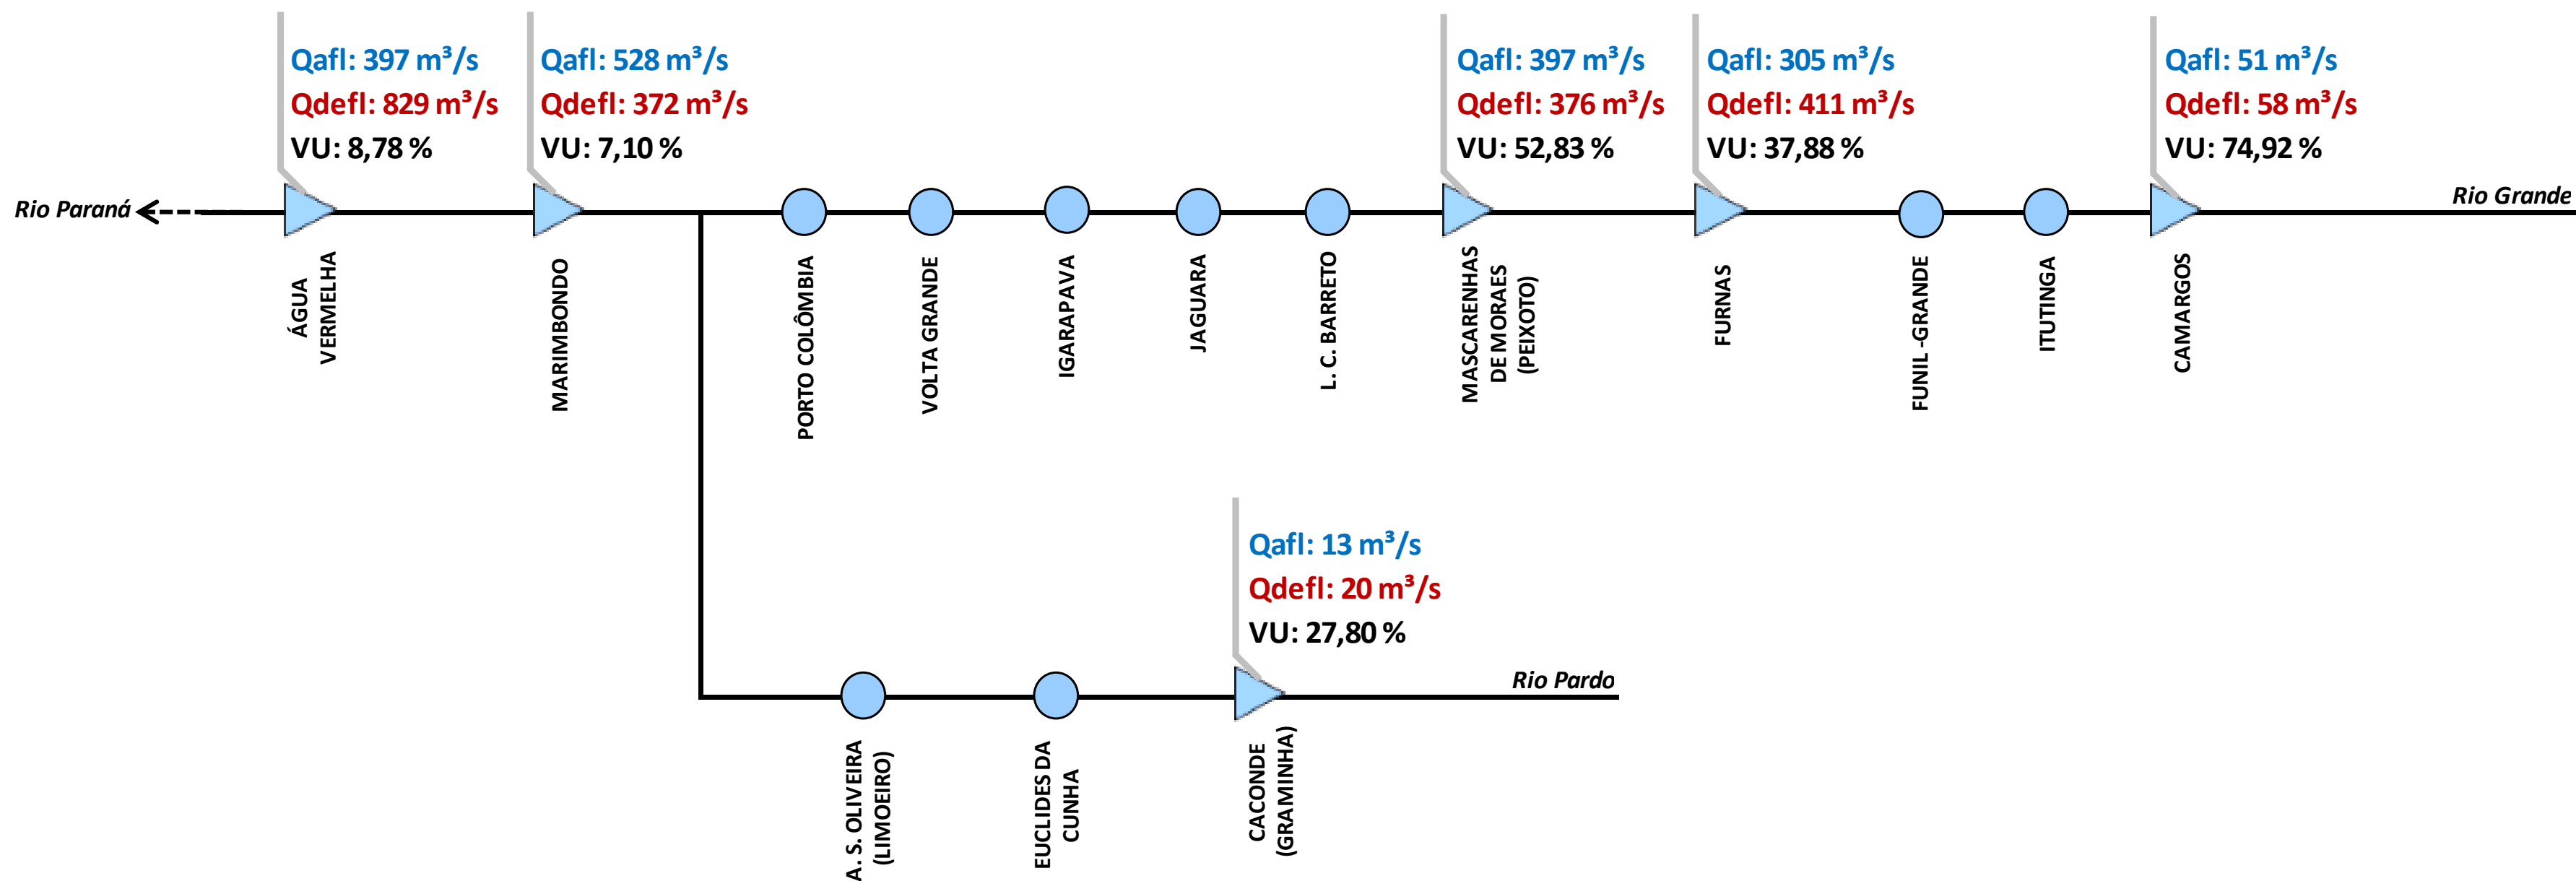 Qafl: 397 m³/s
Qdefl: 829 m³/s
VU: 8,78 %
Qafl: 528 m³/s
Qdefl: 372 m³/s
VU: 7,10 %
Qafl: 397 m³/s
Qdefl: 376 m³/s
VU: 52,83 %
Qafl: 305 m³/s
Qdefl: 411 m³/s
VU: 37,88 %
Qafl: 51 m³/s
Qdefl: 58 m³/s
VU: 74,92 %
Rio Paraná
Rio Grande
ÁGUA
VERMELHA
MARIMBONDO
PORTO COLÔMBIA
VOLTA GRANDE
IGARAPAVA
JAGUARA
L. C. BARRETO
MASCARENHAS
DE MORAES
(PEIXOTO)
FURNAS
FUNIL -GRANDE
ITUTINGA
CAMARGOS
Qafl: 13 m³/s
Qdefl: 20 m³/s
VU: 27,80 %
Rio Pardo
A. S. OLIVEIRA
(LIMOEIRO)
EUCLIDES DA
CUNHA
CACONDE
(GRAMINHA)